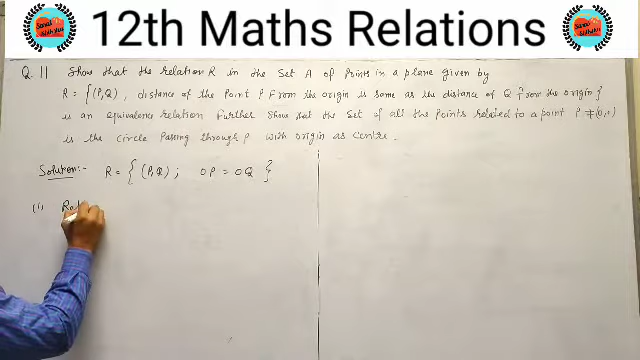 12th Maths Relations
Q. 11 Show that the relation R in the Set A of Points in a plane given by
R = { (P,Q), distance of the Point P From the origin is same as the distance of Q From the origin }
is an equivalence relation Further Show that the Set of all the Points related to a point P ≠ (0,0)
is the Circle Passing through P with origin as Centre.
Solution:- R = { (P,Q) ; OP = OQ }
(i)